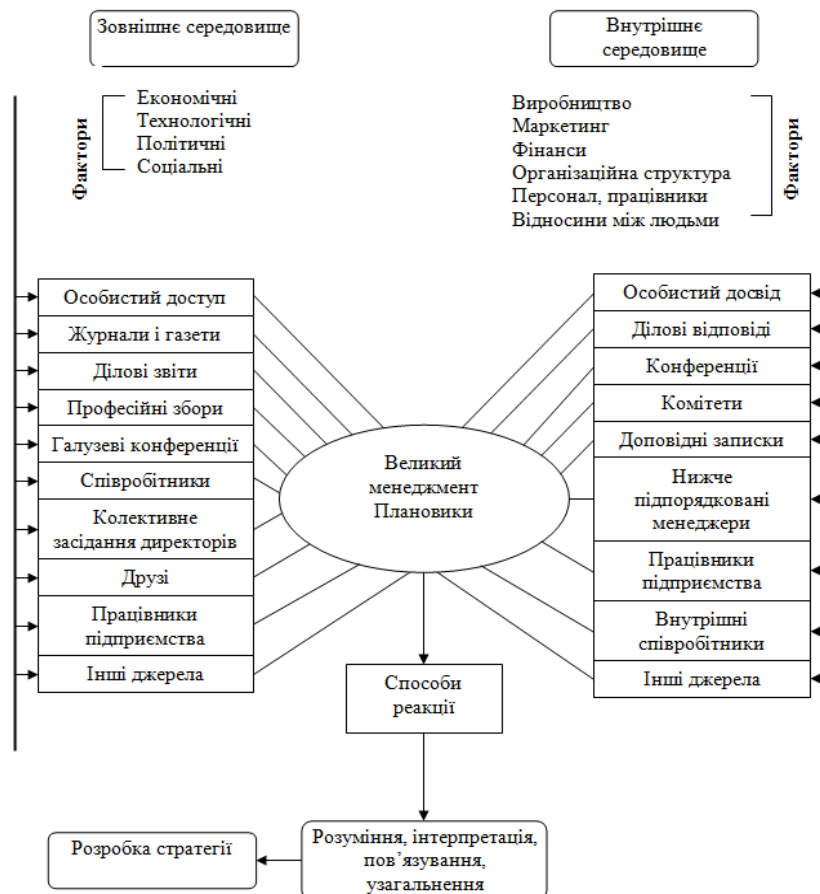 Зовнішнє середовище
Внутрішнє
середовище
Фактори
Економічні
Технологічні
Політичні
Соціальні
Виробництво
Маркетинг
Фінанси
Організаційна структура
Персонал, працівники
Відносини між людьми
Фактори
Особистий доступ
Журнали і газети
Ділові звіти
Професійні збори
Галузеві конференції
Співробітники
Колективне
засідання директорів
Друзі
Працівники
підприємства
Інші джерела
Великий
менеджмент
Плановики
Особистий досвід
Ділові відповіді
Конференції
Комітети
Доповідні записки
Нижче
підпорядковані
менеджери
Працівники
підприємства
Внутрішні
співробітники
Інші джерела
Способи
реакції
Розробка стратегії
Розуміння, інтерпретація,
пов’язування,
узагальнення